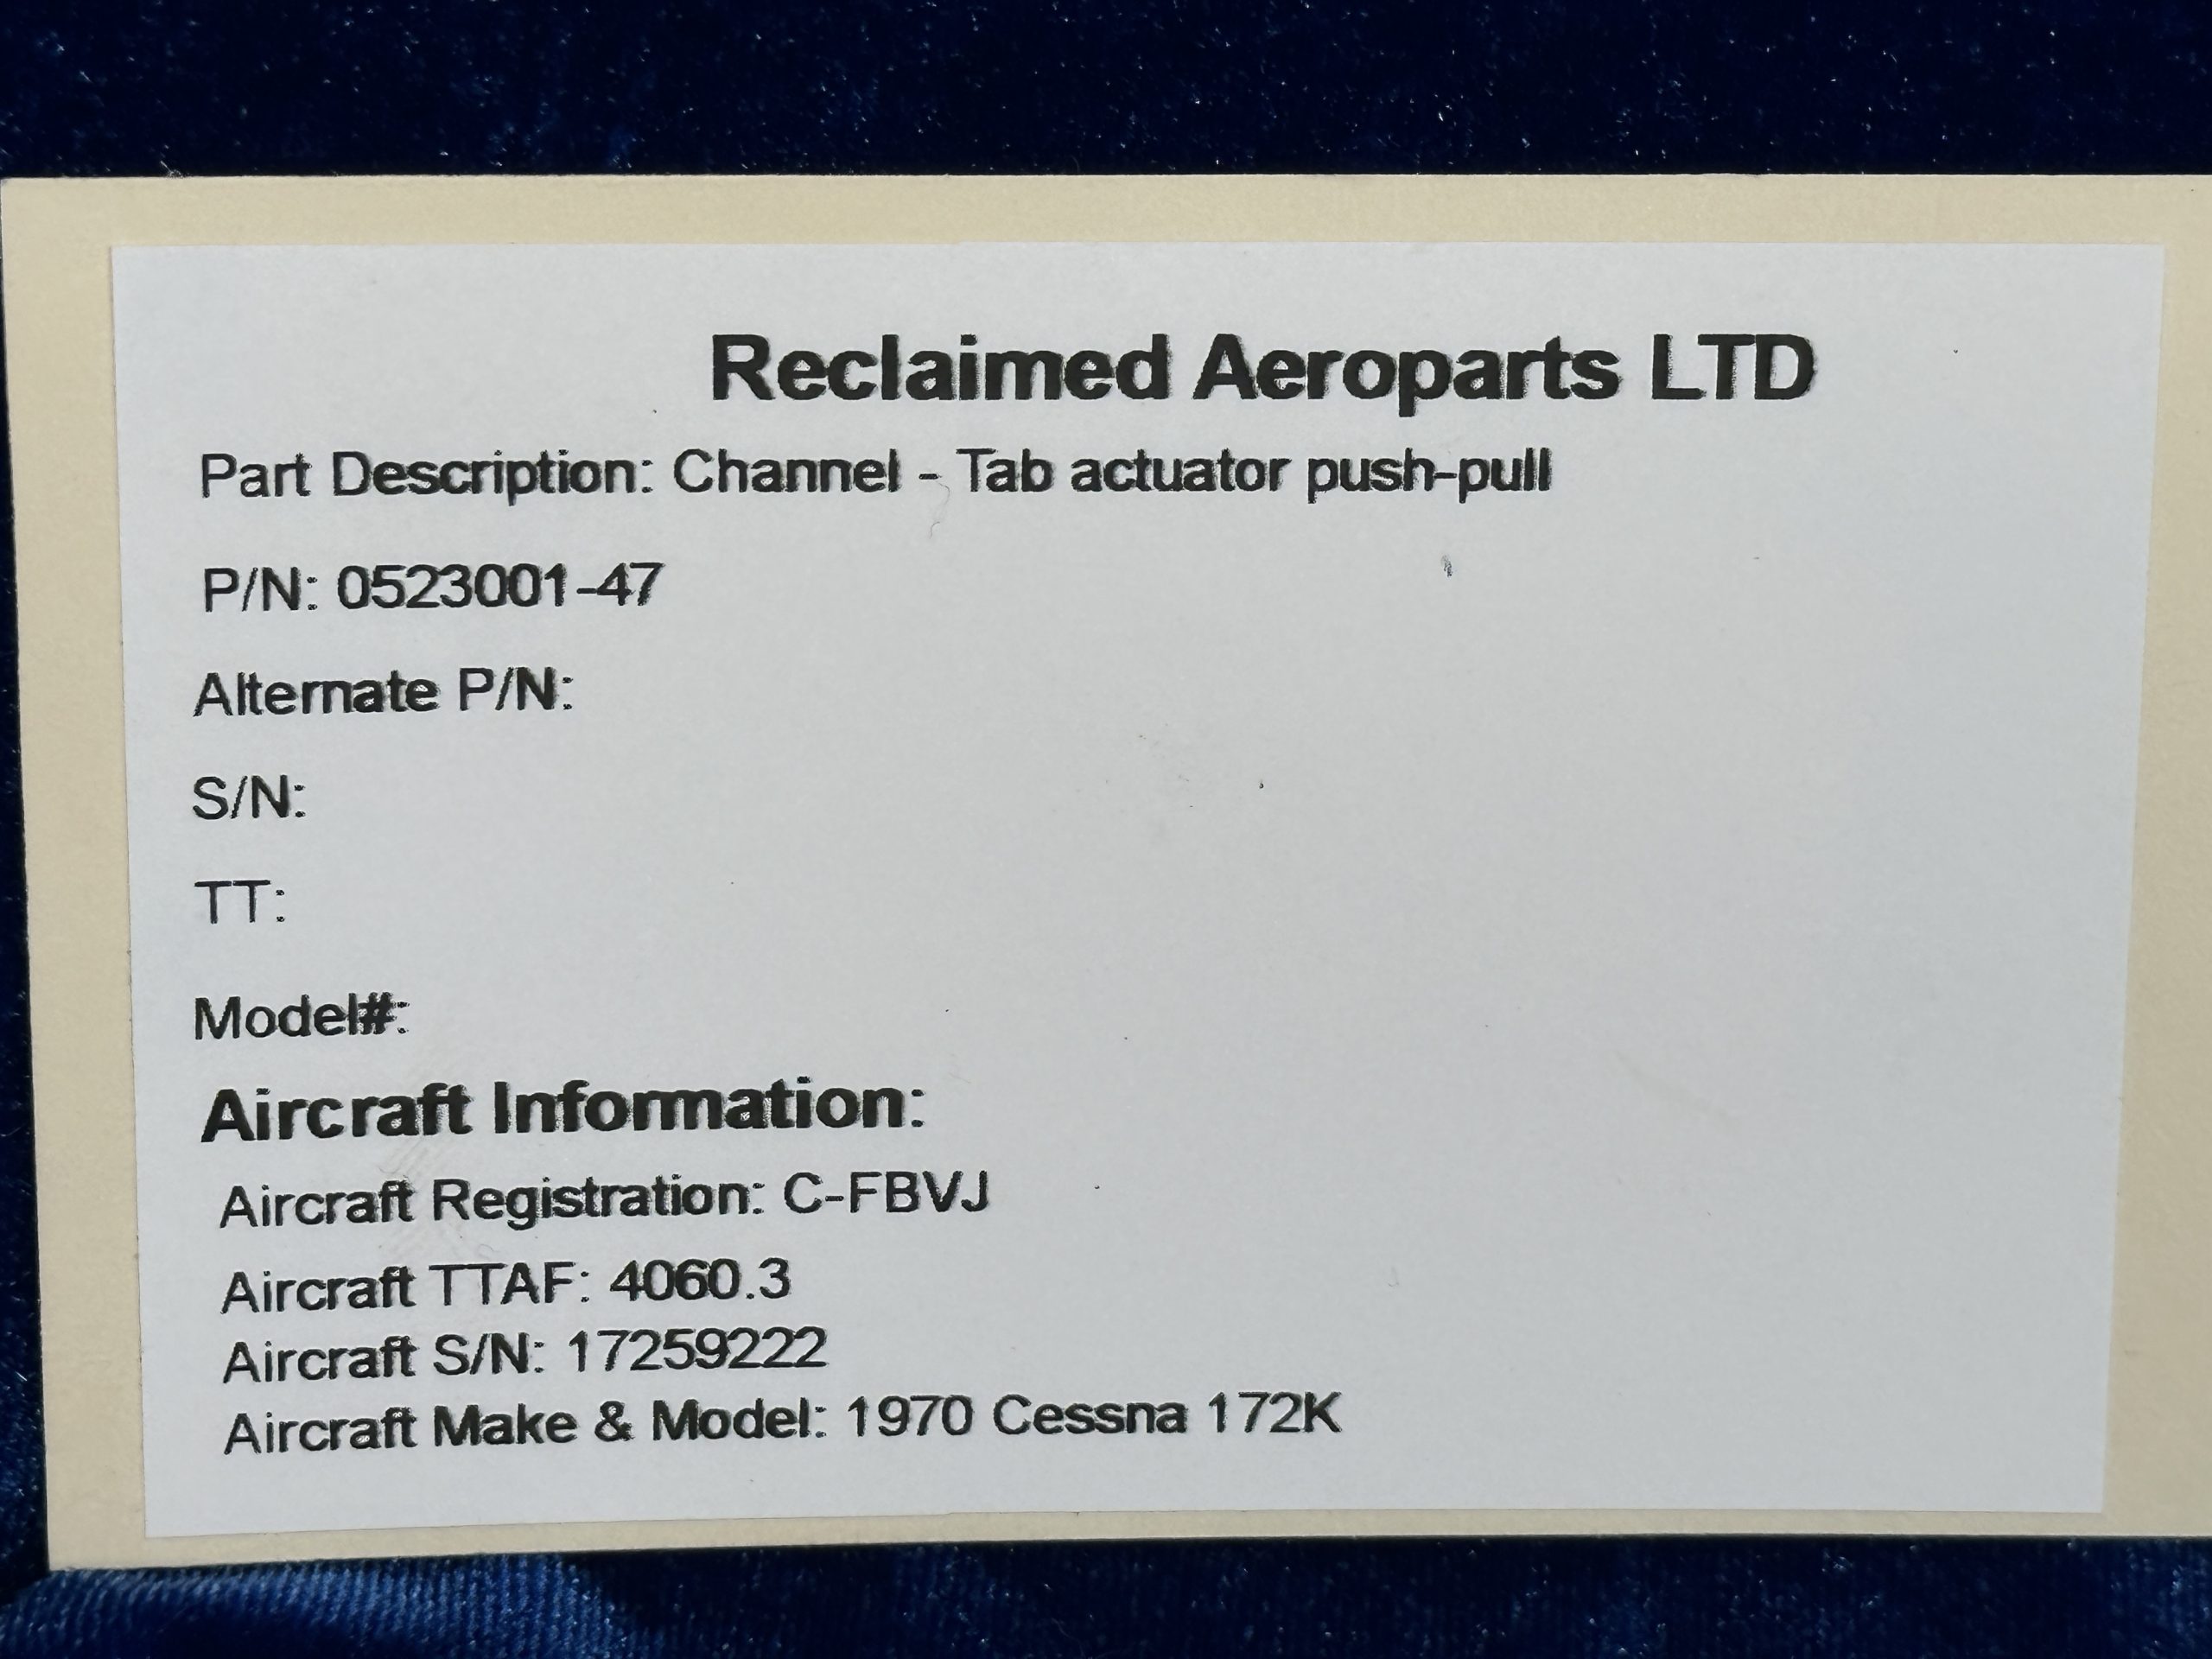 Reclaimed Aeroparts LTD
Part Description: Channel - Tab actuator push-pull
P/N: 0523001-47
Alternate P/N:
S/N:
TT:
Model#:
Aircraft Information:
Aircraft Registration: C-FBVJ
Aircraft TTAF: 4060.3
Aircraft S/N: 17259222
Aircraft Make & Model: 1970 Cessna 172K